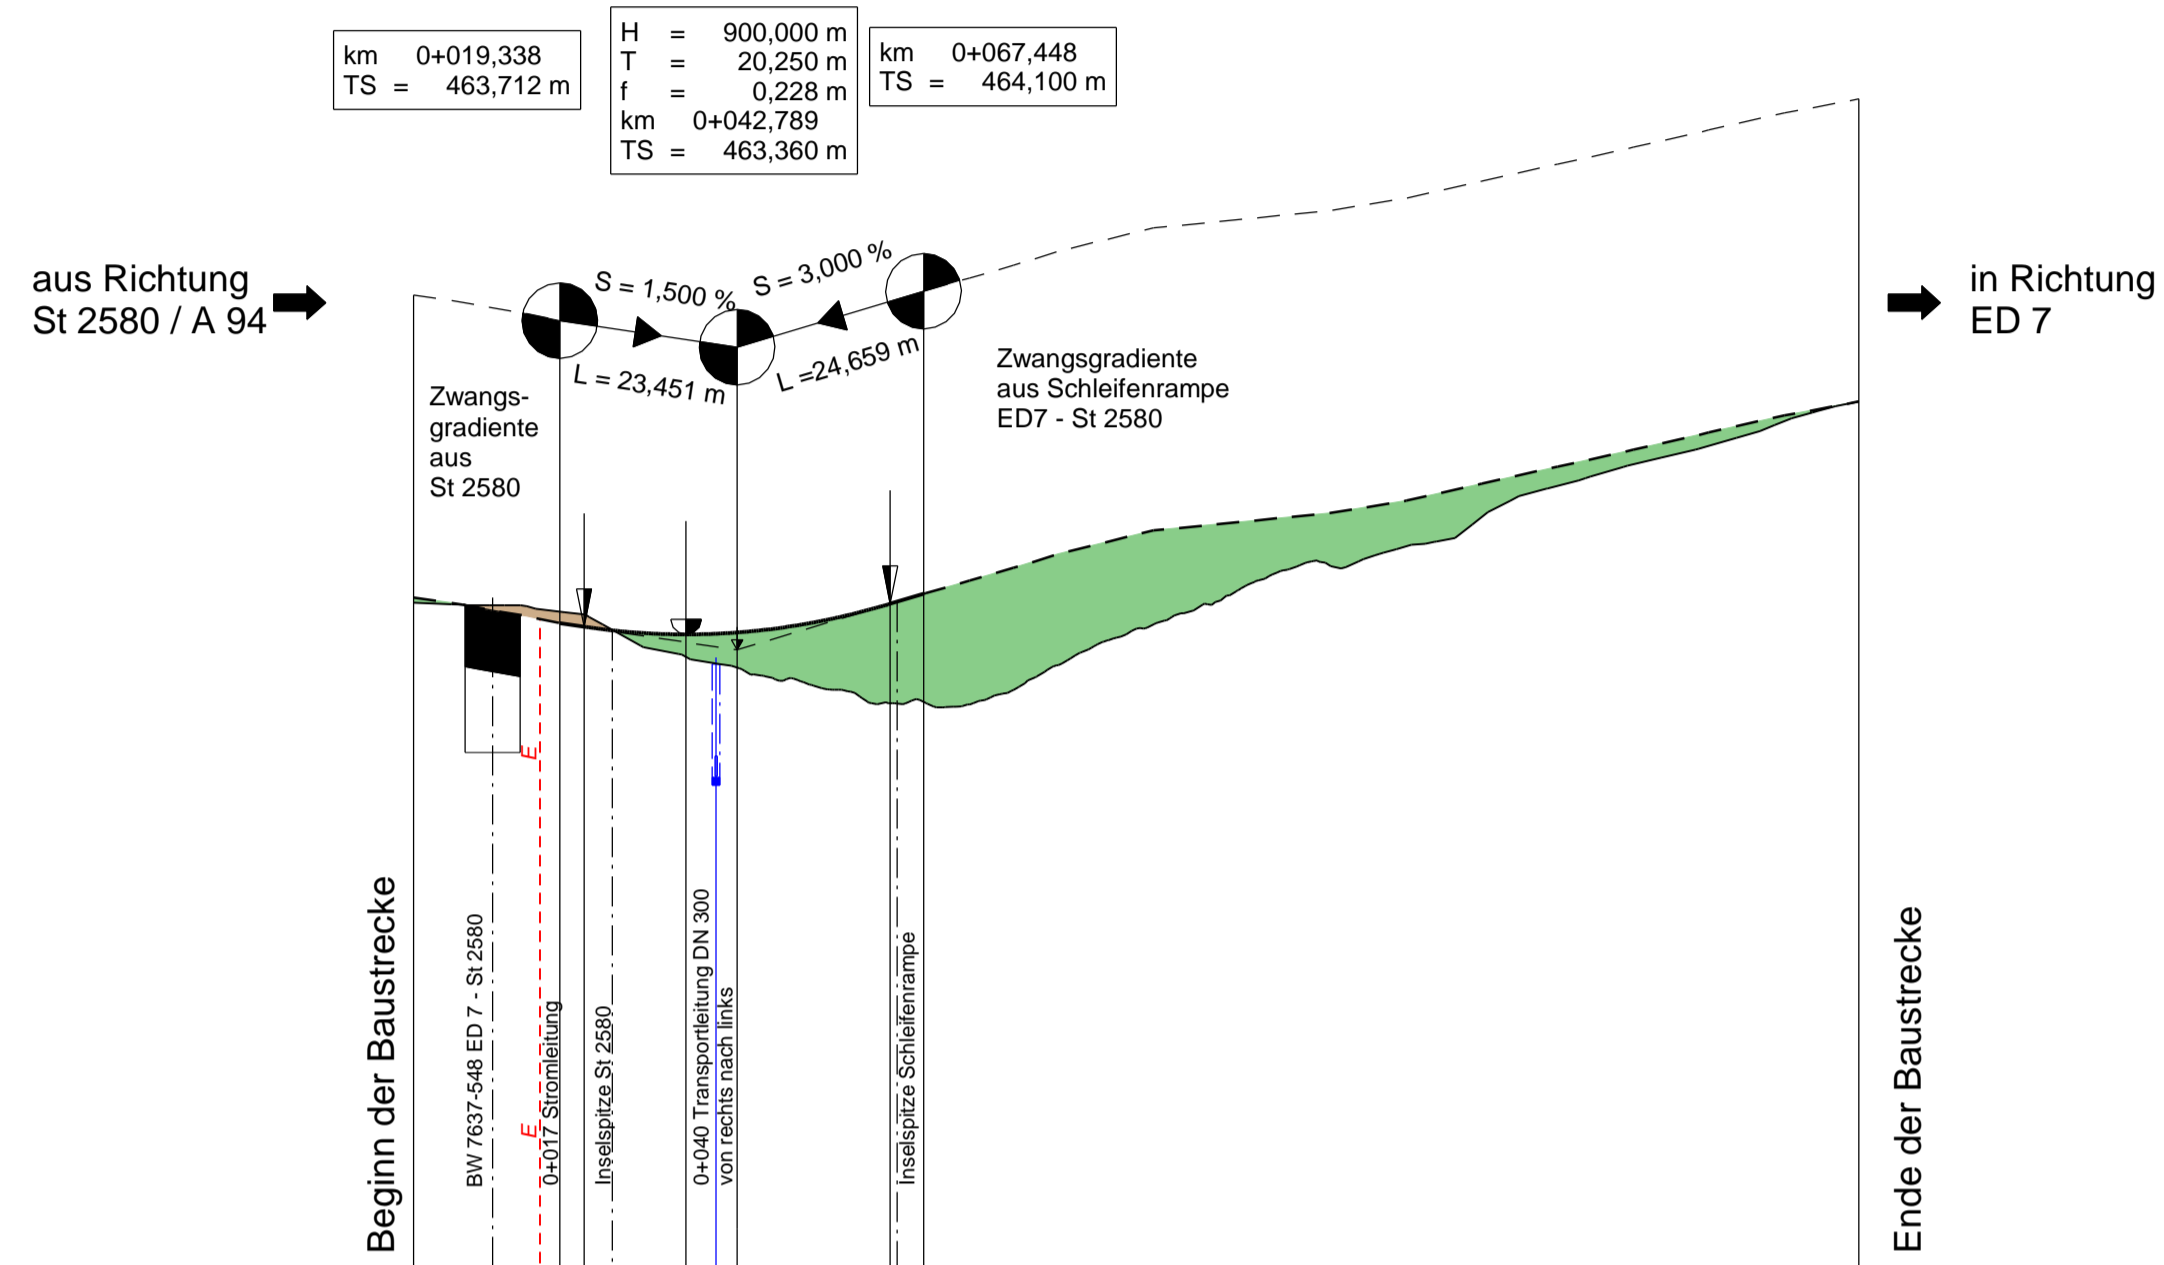 km 0+019,338
TS = 463,712 m
H = 900,000 m
T = 20,250 m
f = 0,228 m
km 0+042,789
TS = 463,360 m
km 0+067,448
TS = 464,100 m
aus Richtung
St 2580 / A 94
S = 1,500 %
S = 3,000 %
L = 23,451 m
L =24,659 m
in Richtung
ED 7
Zwangs-
gradiente
aus
St 2580
Zwangsgradiente
aus Schleifenrampe
ED7 - St 2580
E
E
Beginn der Baustrecke
BW 7637-548 ED 7 - St 2580
0+017 Stromleitung
Inselspitze St 2580
0+040 Transportleitung DN 300
von rechts nach links
Inselspitze Schleifenrampe
Ende der Baustrecke